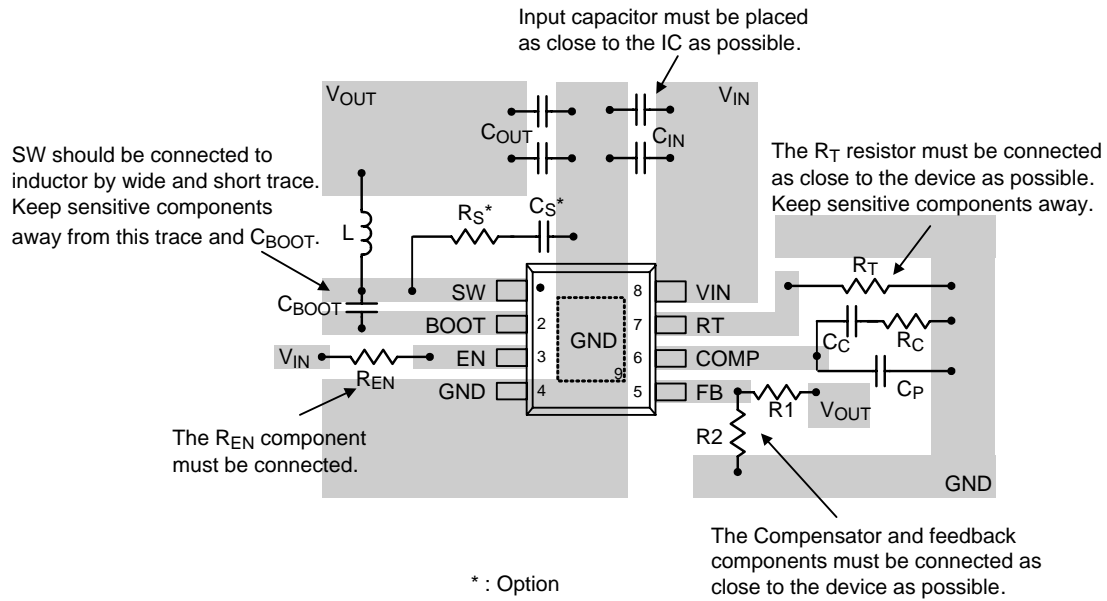 Input capacitor must be placed
as close to the IC as possible.
VOUT
VIN
COUT
CIN
SW should be connected to
inductor by wide and short trace.
Keep sensitive components
away from this trace and CBOOT.
The RT resistor must be connected
as close to the device as possible.
Keep sensitive components away.
RS*
CS*
L
RT
CBOOT
SW
8
VIN
BOOT
2
GND
7
RT
CC
RC
VIN
EN
3
6
COMP
REN
9
CP
GND
4
5
FB
R1
VOUT
R2
The REN component
must be connected.
GND
The Compensator and feedback
components must be connected as
close to the device as possible.
* : Option